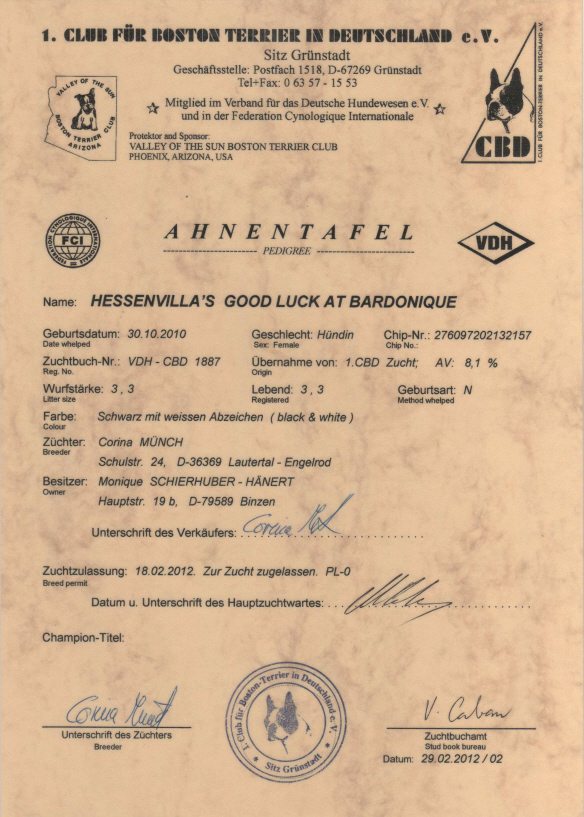 1. CLUB FÜR BOSTON TERRIER IN DEUTSCHLAND e.V.
Sitz Grünstadt
Geschäftsstelle: Postfach 1518, D-67269 Grünstadt
Tel+Fax: 0 63 57 - 15 53
Mitglied im Verband für das Deutsche Hundewesen e.V.
und in der Federation Cynologique Internationale
Protektor and Sponsor:
VALLEY OF THE SUN BOSTON TERRIER CLUB
PHOENIX, ARIZONA, USA
VALLEY OF THE SUN
BOSTON TERRIER CLUB
ARIZONA
CBD
1. CLUB FÜR BOSTON-TERRIER IN DEUTSCHLAND e.V.
FEDERATION CYNOLOGIQUE INTERNATIONALE
FCI
AHNENTAFEL
PEDIGREE
VDH
Name: HESSENVILLA'S GOOD LUCK AT BARDONIQUE
Geburtsdatum: 30.10.2010 Geschlecht: Hündin Chip-Nr.: 276097202132157
Date whelped Sex: Female Chip No.:
Zuchtbuch-Nr.: VDH - CBD 1887 Übernahme von: 1.CBD Zucht; AV: 8,1 %
Reg. No. Origin
Wurfstärke: 3 , 3 Lebend: 3 , 3 Geburtsart: N
Litter size Registered Method whelped
Farbe: Schwarz mit weissen Abzeichen ( black & white )
Colour
Züchter: Corina MÜNCH
Breeder
Schulstr. 24, D-36369 Lautertal - Engelrod
Besitzer: Monique SCHIERHUBER - HÄNERT
Owner
Hauptstr. 19 b, D-79589 Binzen
Unterschrift des Verkäufers:
Zuchtzulassung: 18.02.2012. Zur Zucht zugelassen. PL-0
Breed permit
Datum u. Unterschrift des Hauptzuchtwartes:
Champion-Titel:
1. Club für Boston-Terrier in Deutschland e. V.
Sitz Grünstadt
Unterschrift des Züchters
Breeder
Zuchtbuchamt
Stud book bureau
Datum: 29.02.2012 / 02